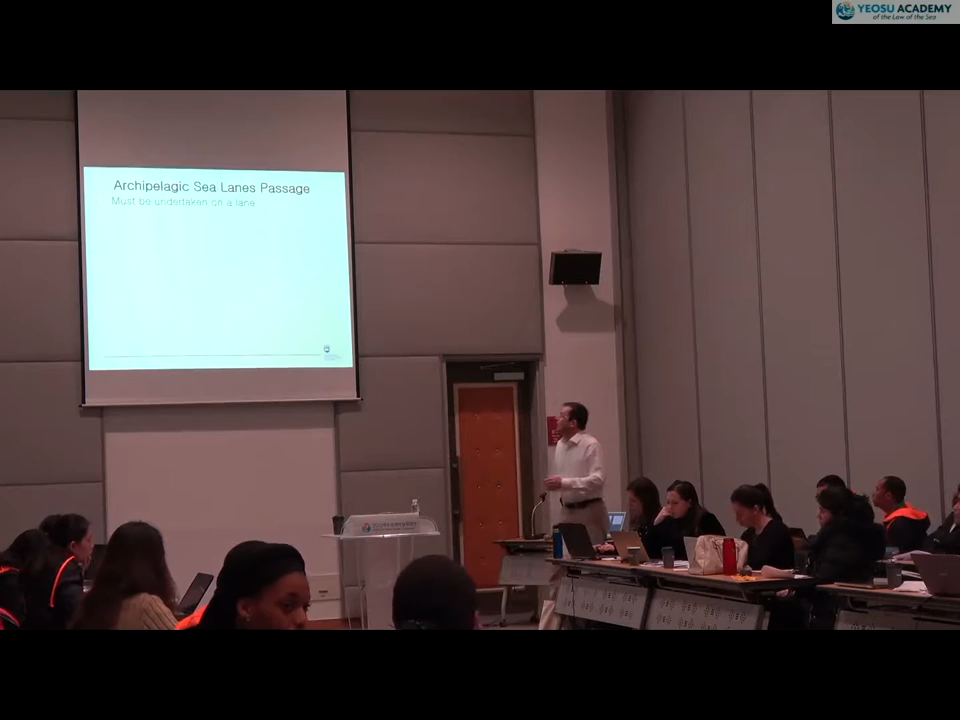 YEOSU ACADEMY
of the Law of the Sea
Archipelagic Sea Lanes Passage
Must be undertaken on a lane